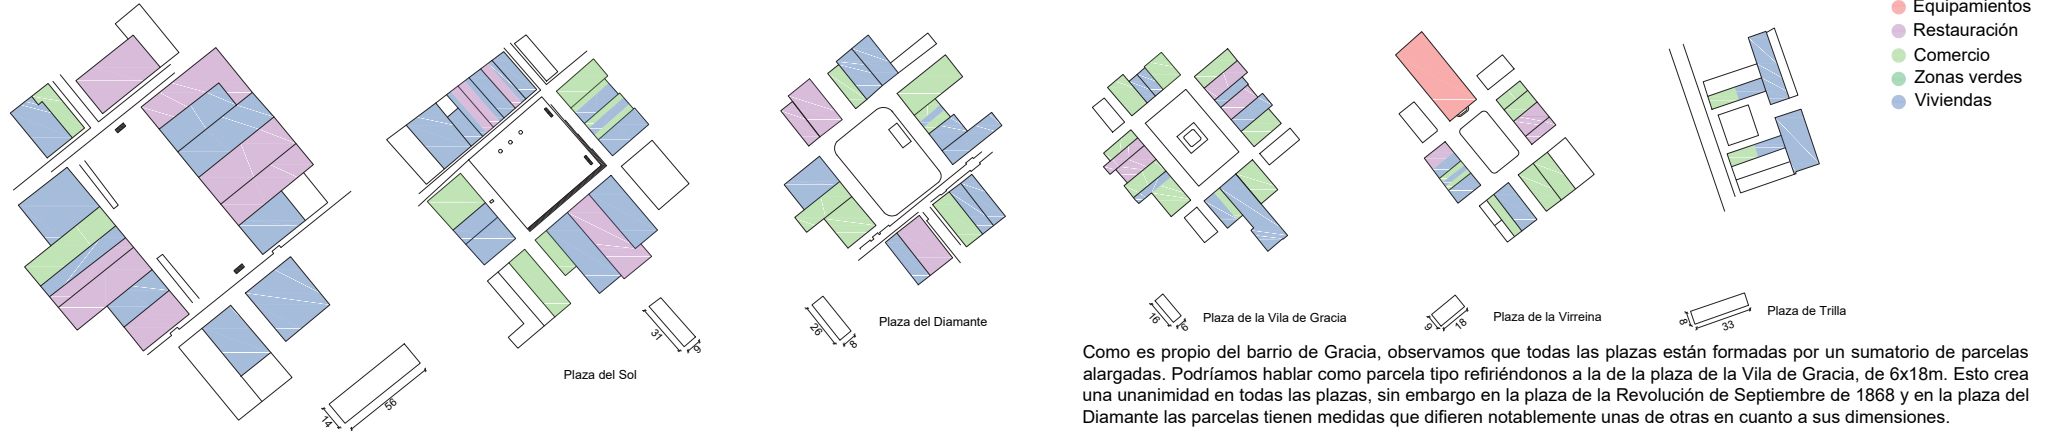 Equipamientos
Restauración
Comercio
Zonas verdes
Viviendas
14
56
Plaza del Sol
31
9
26
8
Plaza del Diamante
16
6
Plaza de la Vila de Gracia
9
18
Plaza de la Virreina
8
33
Plaza de Trilla
Como es propio del barrio de Gracia, observamos que todas las plazas están formadas por un sumatorio de parcelas
alargadas. Podríamos hablar como parcela tipo refiriéndonos a la de la plaza de la Vila de Gracia, de 6x18m. Esto crea
una unanimidad en todas las plazas, sin embargo en la plaza de la Revolución de Septiembre de 1868 y en la plaza del
Diamante las parcelas tienen medidas que difieren notablemente unas de otras en cuanto a sus dimensiones.